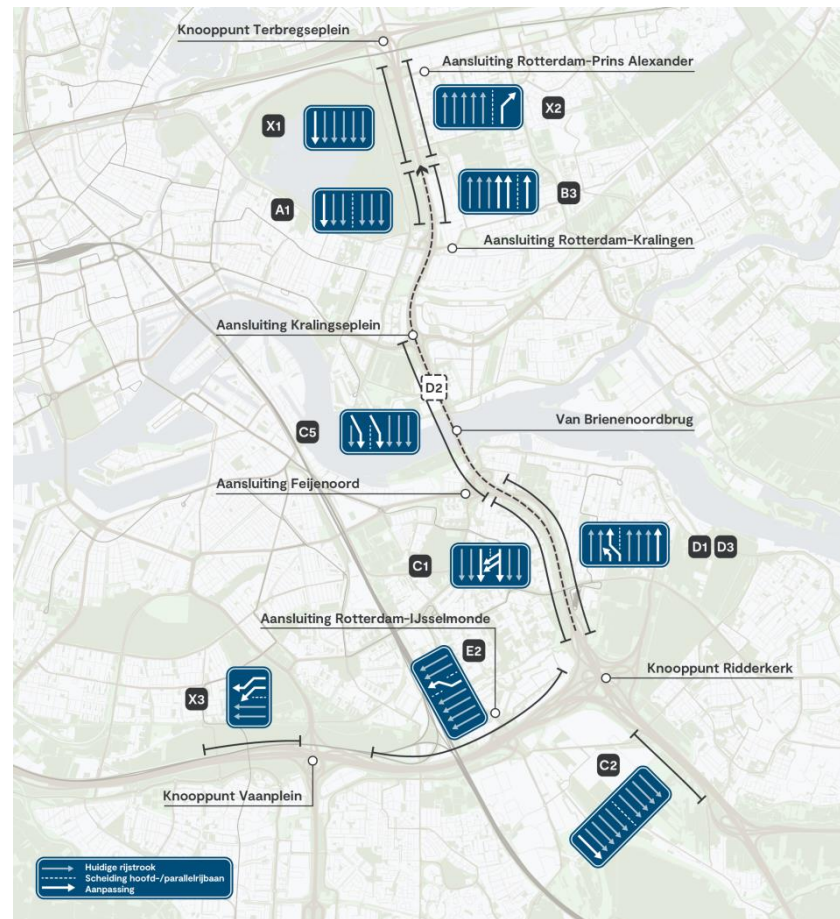 Knooppunt Terbregseplein
Aansluiting Rotterdam-Prins Alexander
X1
X2
A1
B3
Aansluiting Rotterdam-Kralingen
Aansluiting Kralingseplein
D2
C5
Van Brienenoordbrug
Aansluiting Feijenoord
C1
D1 D3
Aansluiting Rotterdam-IJsselmonde
E2
Knooppunt Ridderkerk
X3
C2
Knooppunt Vaanplein
Huidige rijstrook
Scheiding hoofd-/parallelrijbaan
Aanpassing